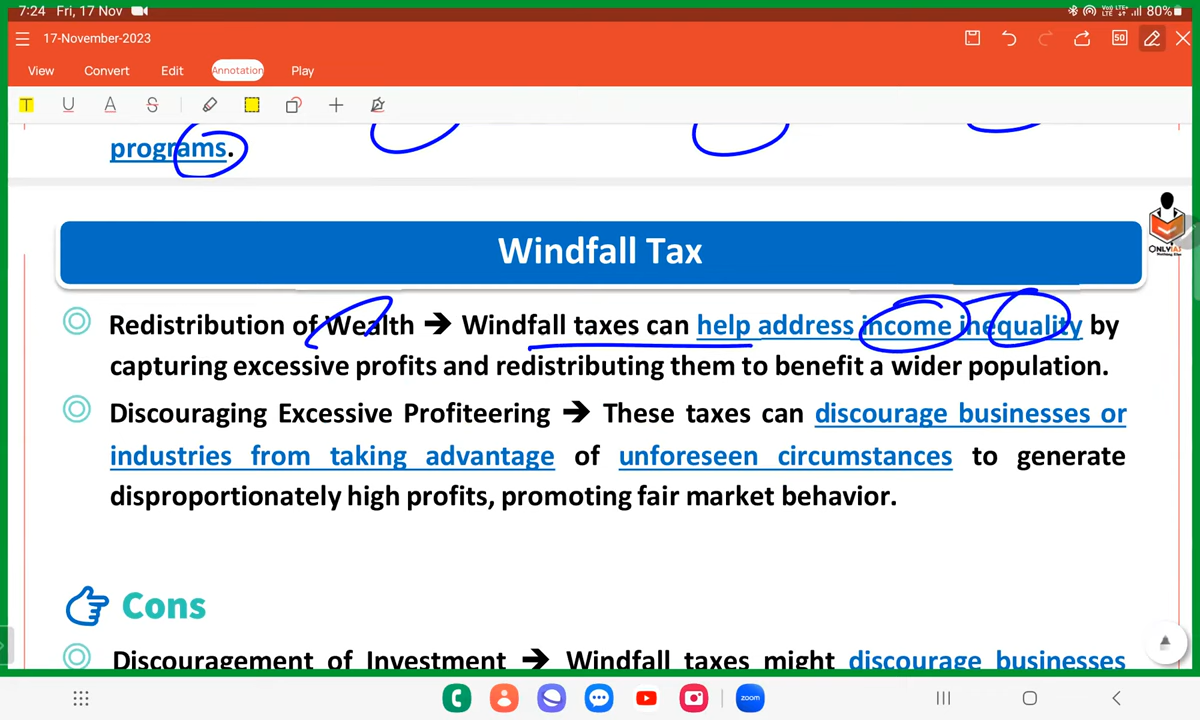 7:24 Fri, 17 Nov
80%
17-November-2023
50
View Convert Edit Annotation Play
T U A S
programs.
Windfall Tax
ONLYIAS
Redistribution of Wealth → Windfall taxes can help address income inequality by
capturing excessive profits and redistributing them to benefit a wider population.
Discouraging Excessive Profiteering → These taxes can discourage businesses or
industries from taking advantage of unforeseen circumstances to generate
disproportionately high profits, promoting fair market behavior.
Cons
Discouragement of Investment → Windfall taxes might discourage businesses
zoom